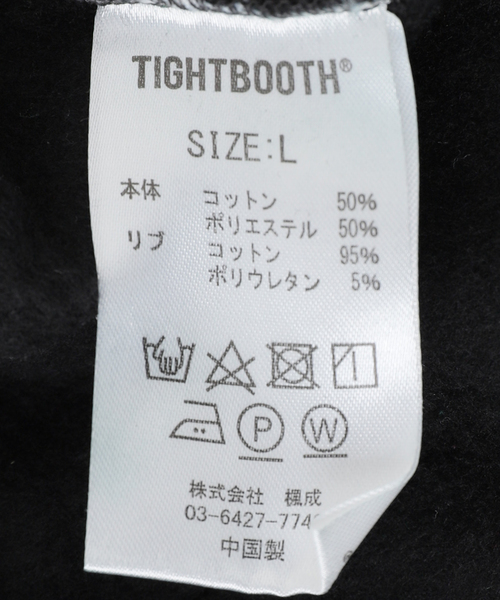 TIGHTBOOTH®
SIZE:L
本体 コットン 50%
ポリエステル 50%
リブ コットン 95%
ポリウレタン 5%
P W
株式会社 楓成
03-6427-774
中国製